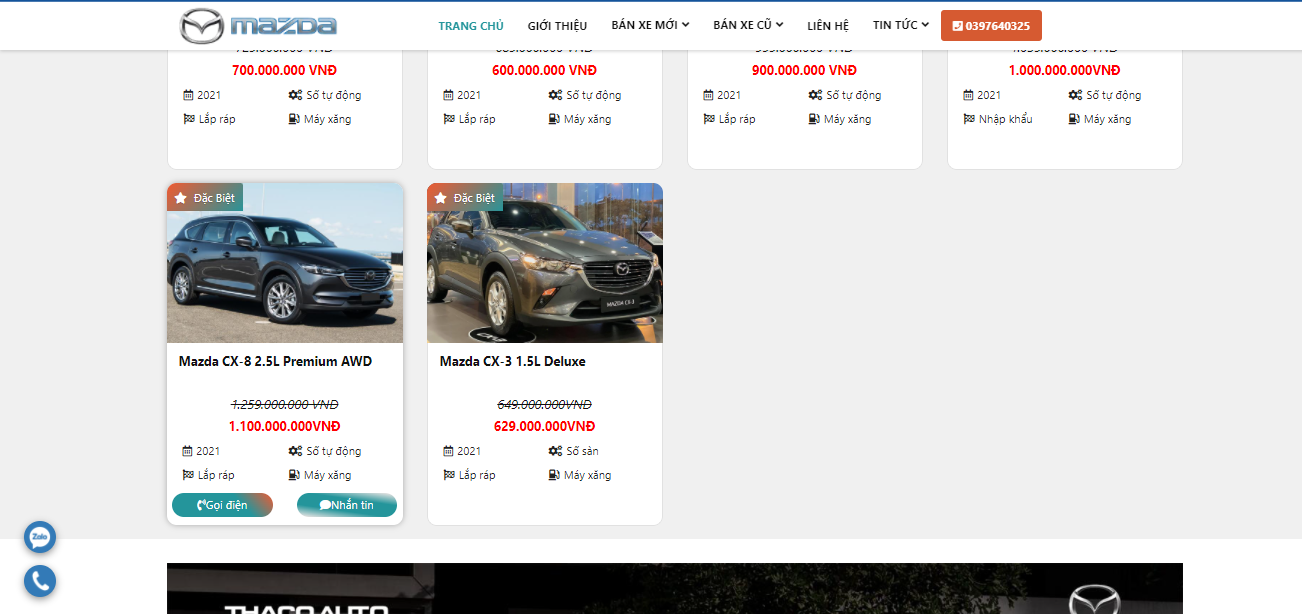 mazda
TRANG CHỦ
GIỚI THIỆU
BÁN XE MỚI
BÁN XE CŨ
LIÊN HỆ
TIN TỨC
0397640325
700.000.000 VNĐ
600.000.000 VNĐ
900.000.000 VNĐ
1.000.000.000VNĐ
2021 Số tự động
2021 Số tự động
2021 Số tự động
2021 Số tự động
Lắp ráp Máy xăng
Lắp ráp Máy xăng
Lắp ráp Máy xăng
Nhập khẩu Máy xăng
Đặc Biệt
Mazda CX-8 2.5L Premium AWD
1.259.000.000 VNĐ
1.100.000.000VNĐ
2021 Số tự động
Lắp ráp Máy xăng
Gọi điện Nhắn tin
Đặc Biệt
MAZDA CX-3
Mazda CX-3 1.5L Deluxe
649.000.000VNĐ
629.000.000VNĐ
2021 Số sàn
Lắp ráp Máy xăng
Zalo
THACO AUTO